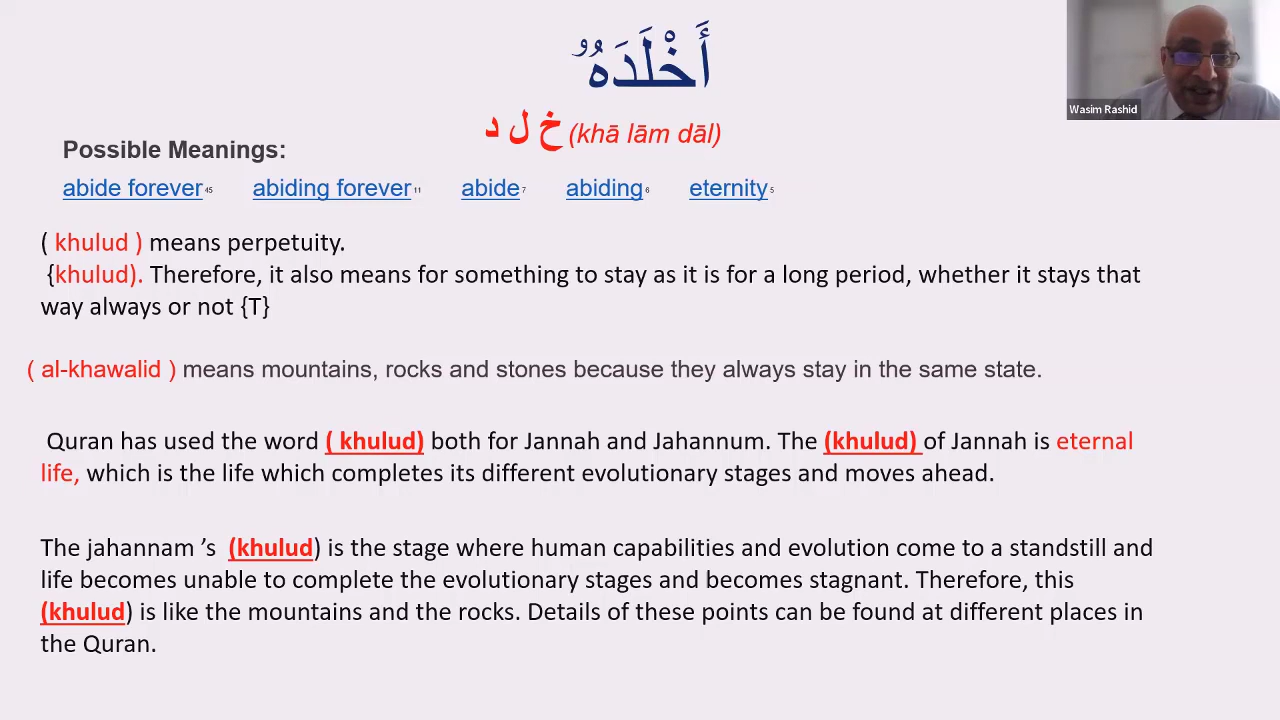 أَخْلَدَهُۥ
Wasim Rashid
خ ل د (khā lām dāl)
Possible Meanings:
abide forever45 abiding forever11 abide7 abiding6 eternity5
( khulud ) means perpetuity.
{khulud). Therefore, it also means for something to stay as it is for a long period, whether it stays that
way always or not {T}
( al-khawalid ) means mountains, rocks and stones because they always stay in the same state.
Quran has used the word ( khulud) both for Jannah and Jahannum. The (khulud) of Jannah is eternal
life, which is the life which completes its different evolutionary stages and moves ahead.
The jahannam ’s (khulud) is the stage where human capabilities and evolution come to a standstill and
life becomes unable to complete the evolutionary stages and becomes stagnant. Therefore, this
(khulud) is like the mountains and the rocks. Details of these points can be found at different places in
the Quran.